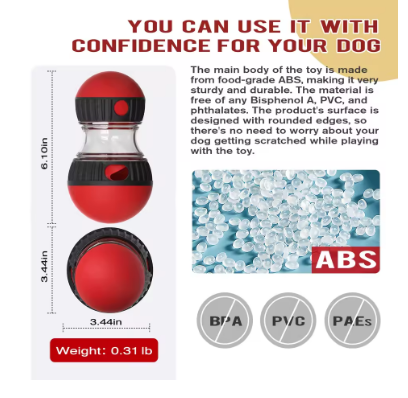 YOU CAN USE IT WITH
CONFIDENCE FOR YOUR DOG
The main body of the toy is made
from food-grade ABS, making it very
sturdy and durable. The material is
free of any Bisphenol A, PVC, and
phthalates. The product's surface is
designed with rounded edges, so
there's no need to worry about your
dog getting scratched while playing
with the toy.
6.10in
3.44in
3.44in
Weight: 0.31 lb
ABS
BPA
PVC
PAEs